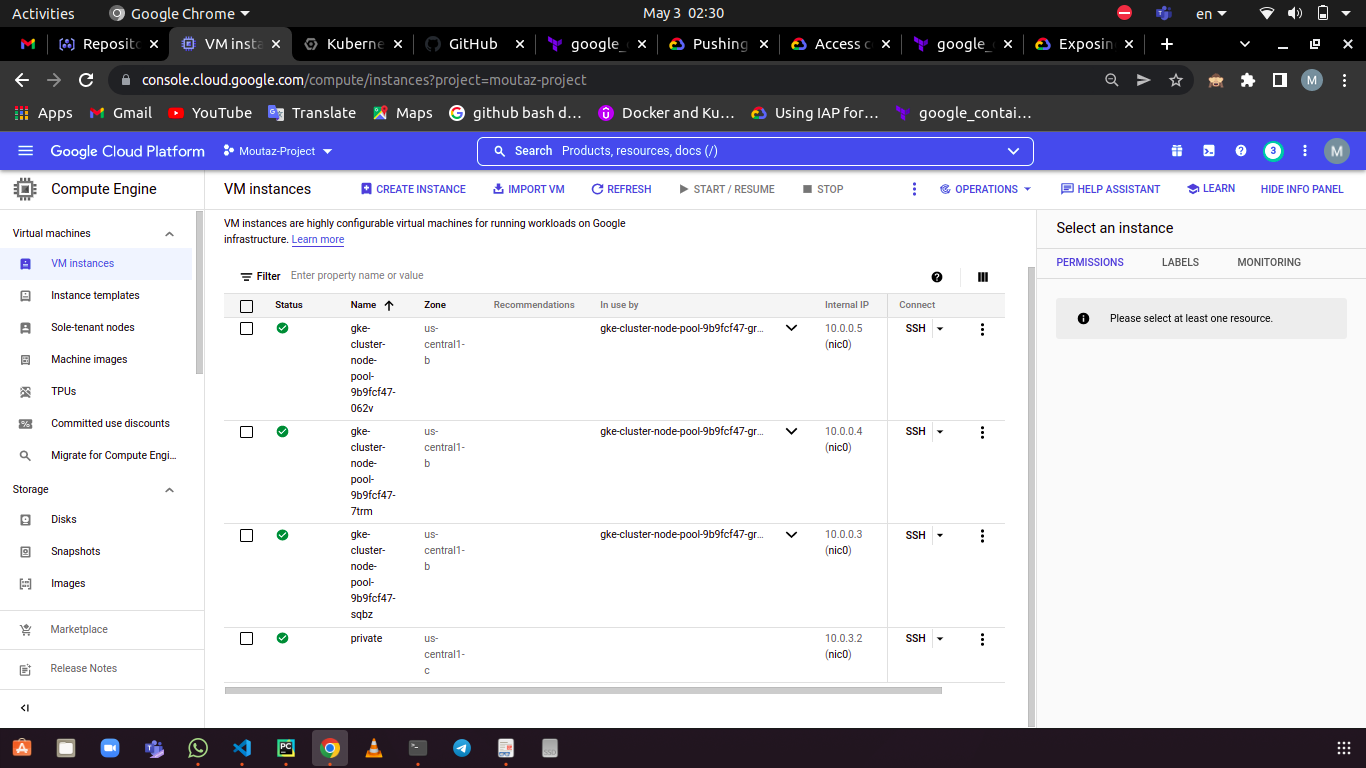 Activities
Google Chrome
May 3 02:30
en
Reposito
VM insta
Kuberne
GitHub
google_c
Pushing
Access c
google_c
Exposin
console.cloud.google.com/compute/instances?project=moutaz-project
M
Apps
Gmail
YouTube
Translate
Maps
github bash d…
Docker and Ku…
Using IAP for…
google_contai…
Google Cloud Platform
Moutaz-Project
Search Products, resources, docs (/)
3
M
Compute Engine
VM instances
CREATE INSTANCE
IMPORT VM
REFRESH
START / RESUME
STOP
OPERATIONS
HELP ASSISTANT
LEARN
HIDE INFO PANEL
Virtual machines
VM instances
Instance templates
Sole-tenant nodes
Machine images
TPUs
Committed use discounts
Migrate for Compute Engi…
Storage
Disks
Snapshots
Images
Marketplace
Release Notes
VM instances are highly configurable virtual machines for running workloads on Google
infrastructure. Learn more
Filter Enter property name or value
Status Name Zone Recommendations In use by Internal IP Connect
gke- us- gke-cluster-node-pool-9b9fcf47-gr… 10.0.0.5 SSH
cluster- central1- (nic0)
node- b
pool-
9b9fcf47-
062v
gke- us- gke-cluster-node-pool-9b9fcf47-gr… 10.0.0.4 SSH
cluster- central1- (nic0)
node- b
pool-
9b9fcf47-
7trm
gke- us- gke-cluster-node-pool-9b9fcf47-gr… 10.0.0.3 SSH
cluster- central1- (nic0)
node- b
pool-
9b9fcf47-
sqbz
private us- 10.0.3.2 SSH
central1- (nic0)
c
Select an instance
PERMISSIONS
LABELS
MONITORING
Please select at least one resource.